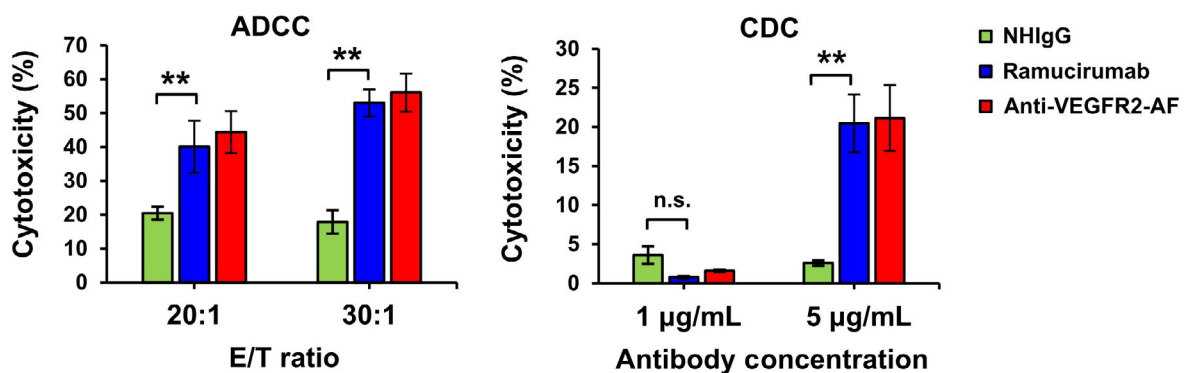 ADCC
Cytotoxicity (%)
70
60
50
40
30
20
10
0
**
**
20:1
30:1
E/T ratio
CDC
Cytotoxicity (%)
30
25
20
15
10
5
0
n.s.
**
1 µg/mL
5 µg/mL
Antibody concentration
NHIgG
Ramucirumab
Anti-VEGFR2-AF